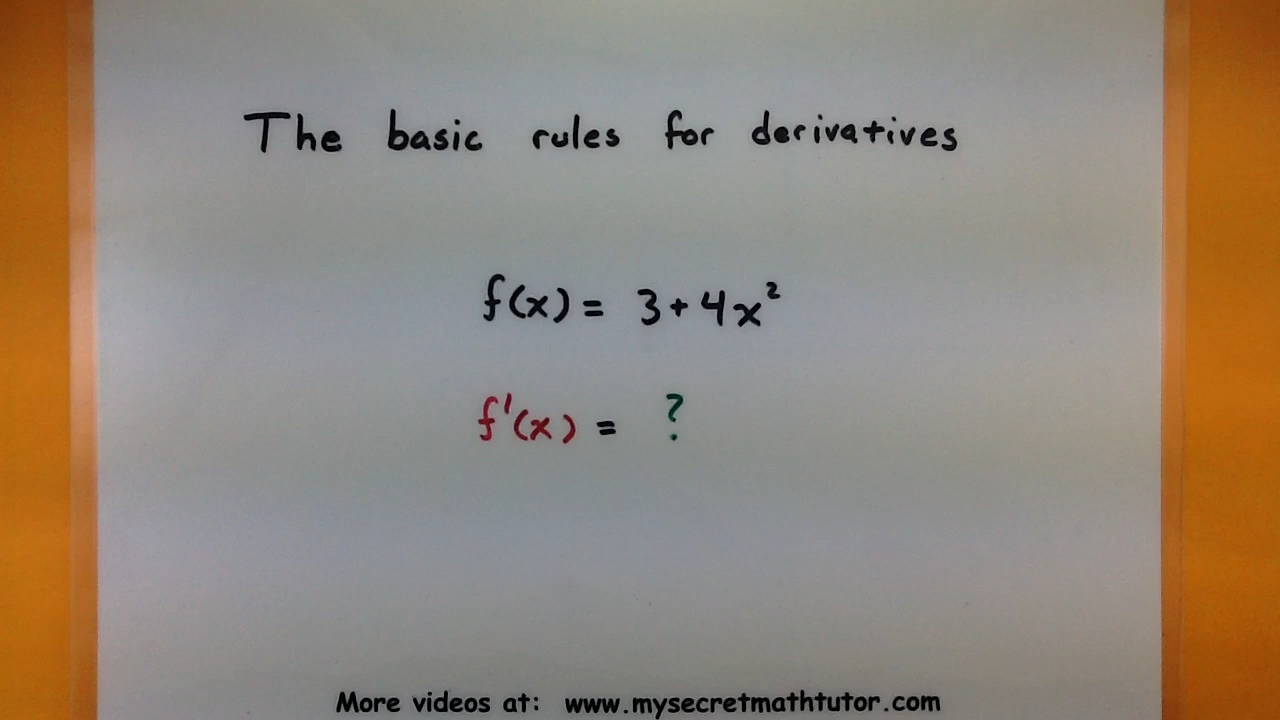 The basic rules for derivatives
f(x) = 3 + 4x²
f'(x) = ?
More videos at: www.mysecretmathtutor.com